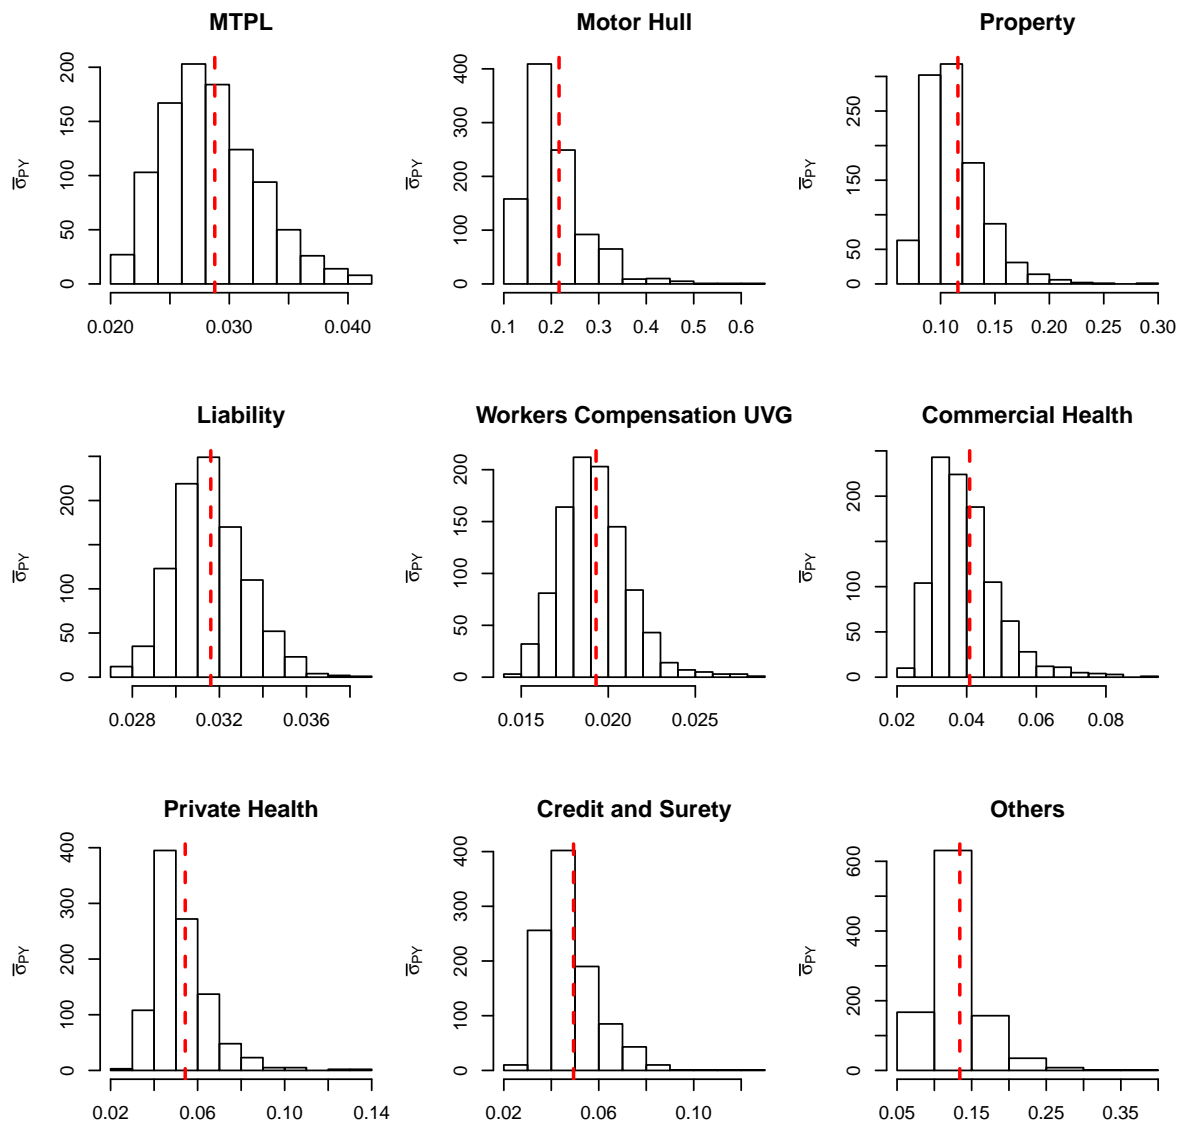 MTPL
σ̅PY
0 50 100 150 200
0.020 0.030 0.040
Motor Hull
σ̅PY
0 100 200 300 400
0.1 0.2 0.3 0.4 0.5 0.6
Property
σ̅PY
0 50 150 250
0.10 0.15 0.20 0.25 0.30
Liability
σ̅PY
0 50 100 200
0.028 0.032 0.036
Workers Compensation UVG
σ̅PY
0 50 100 150 200
0.015 0.020 0.025
Commercial Health
σ̅PY
0 50 100 150 200 250
0.02 0.04 0.06 0.08
Private Health
σ̅PY
0 100 200 300 400
0.02 0.06 0.10 0.14
Credit and Surety
σ̅PY
0 100 200 300 400
0.02 0.06 0.10
Others
σ̅PY
0 200 400 600
0.05 0.15 0.25 0.35